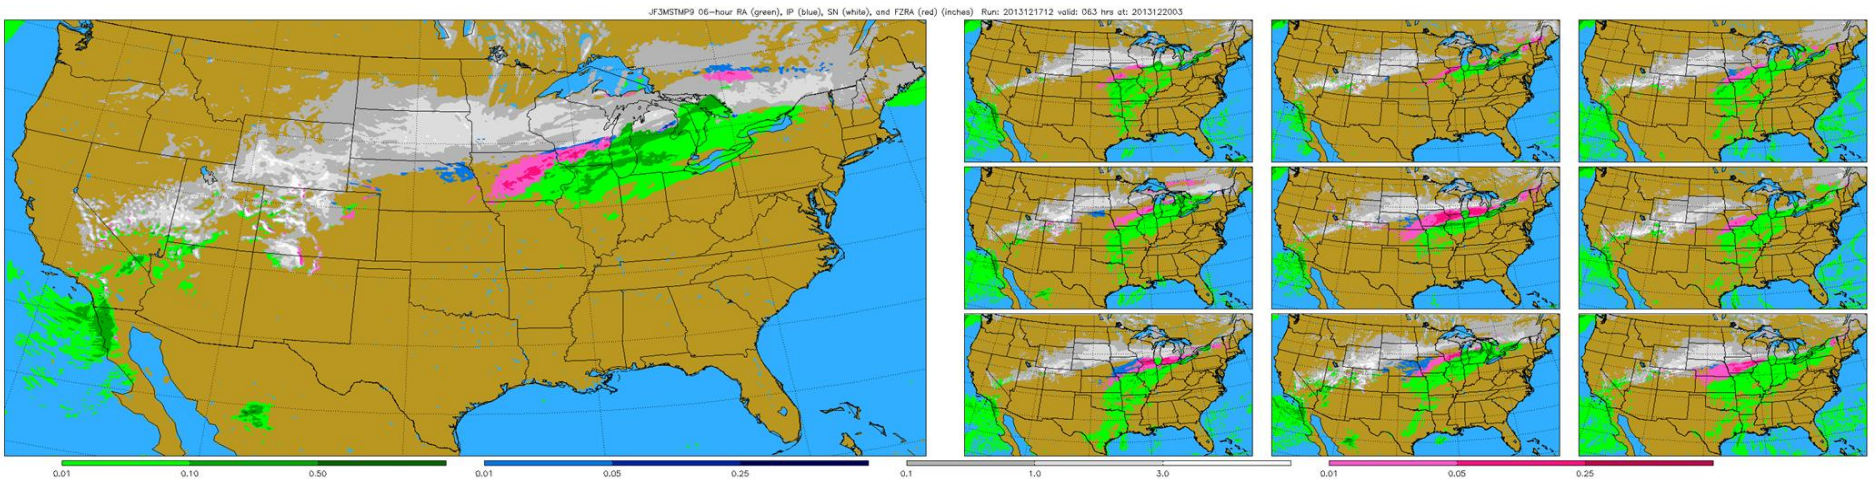 JF3MSTMP9 06-hour RA (green), IP (blue), SN (white), and FZRA (red) (inches) Run: 2013121712 valid: 063 hrs at: 2013122003
0.01 0.10 0.50 0.01 0.05 0.25 0.1 1.0 3.0 0.01 0.05 0.25